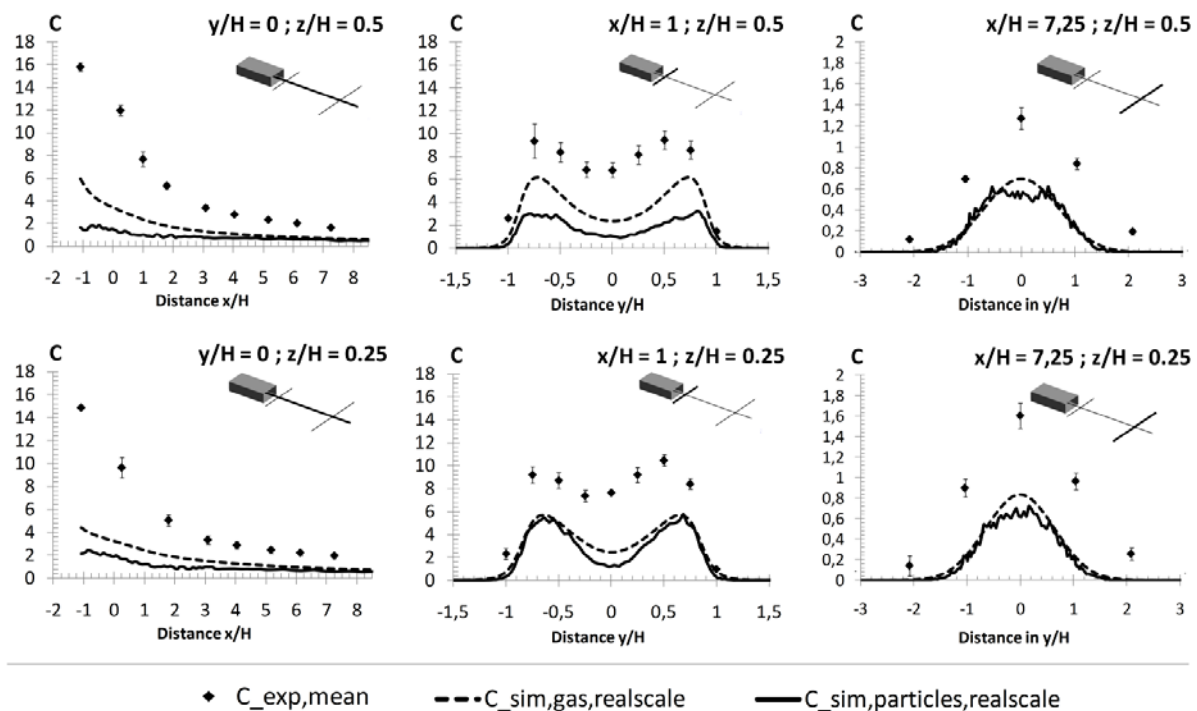 C
y/H = 0 ; z/H = 0.5
18
16
14
12
10
8
6
4
2
0
-2 -1 0 1 2 3 4 5 6 7 8
Distance x/H
C
x/H = 1 ; z/H = 0.5
18
16
14
12
10
8
6
4
2
0
-1,5 -1 -0,5 0 0,5 1 1,5
Distance y/H
C
x/H = 7,25 ; z/H = 0.5
2
1,8
1,6
1,4
1,2
1
0,8
0,6
0,4
0,2
0
-3 -2 -1 0 1 2 3
Distance in y/H
C
y/H = 0 ; z/H = 0.25
18
16
14
12
10
8
6
4
2
0
-2 -1 0 1 2 3 4 5 6 7 8
Distance x/H
C
x/H = 1 ; z/H = 0.25
18
16
14
12
10
8
6
4
2
0
-1,5 -1 -0,5 0 0,5 1 1,5
Distance y/H
C
x/H = 7,25 ; z/H = 0.25
2
1,8
1,6
1,4
1,2
1
0,8
0,6
0,4
0,2
0
-3 -2 -1 0 1 2 3
Distance in y/H
C_exp,mean C_sim,gas,realscale C_sim,particles,realscale